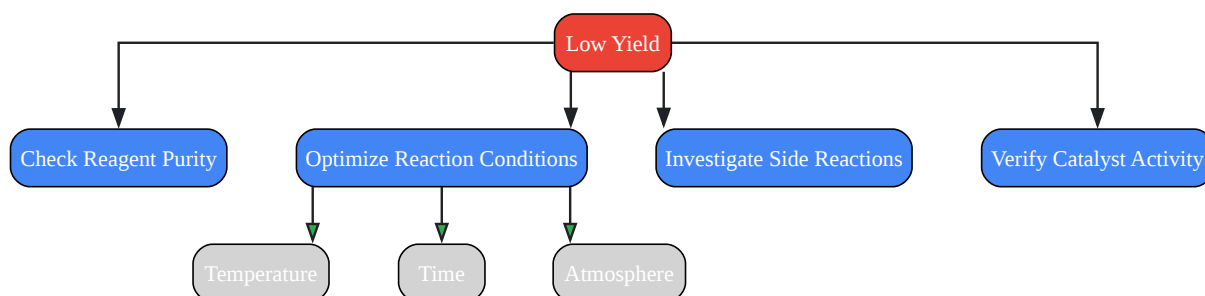 Low Yield
Check Reagent Purity
Optimize Reaction Conditions
Investigate Side Reactions
Verify Catalyst Activity
Temperature
Time
Atmosphere